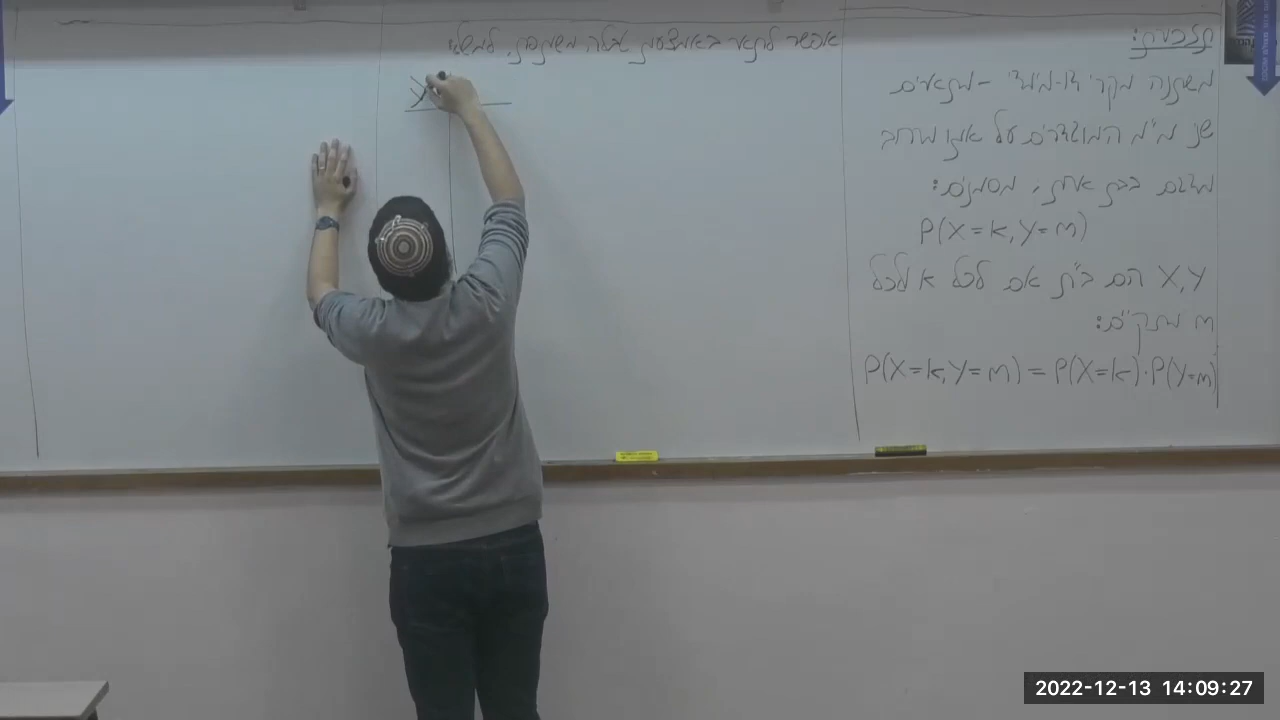 תזכורת:
משתנה מקרי דו-מימדי - מתארים
שני מ"מ המוגדרים על אותו מרחב
מדגם בבת אחת, מסמנים:
P(X=k, Y=m)
X,Y הם ב"ת אם לכל k ולכל
m מתקיים:
P(X=k, Y=m) = P(X=k)·P(Y=m)
אפשר לתאר באמצעות טבלה משותפת, למשל:
2022-12-13 14:09:27